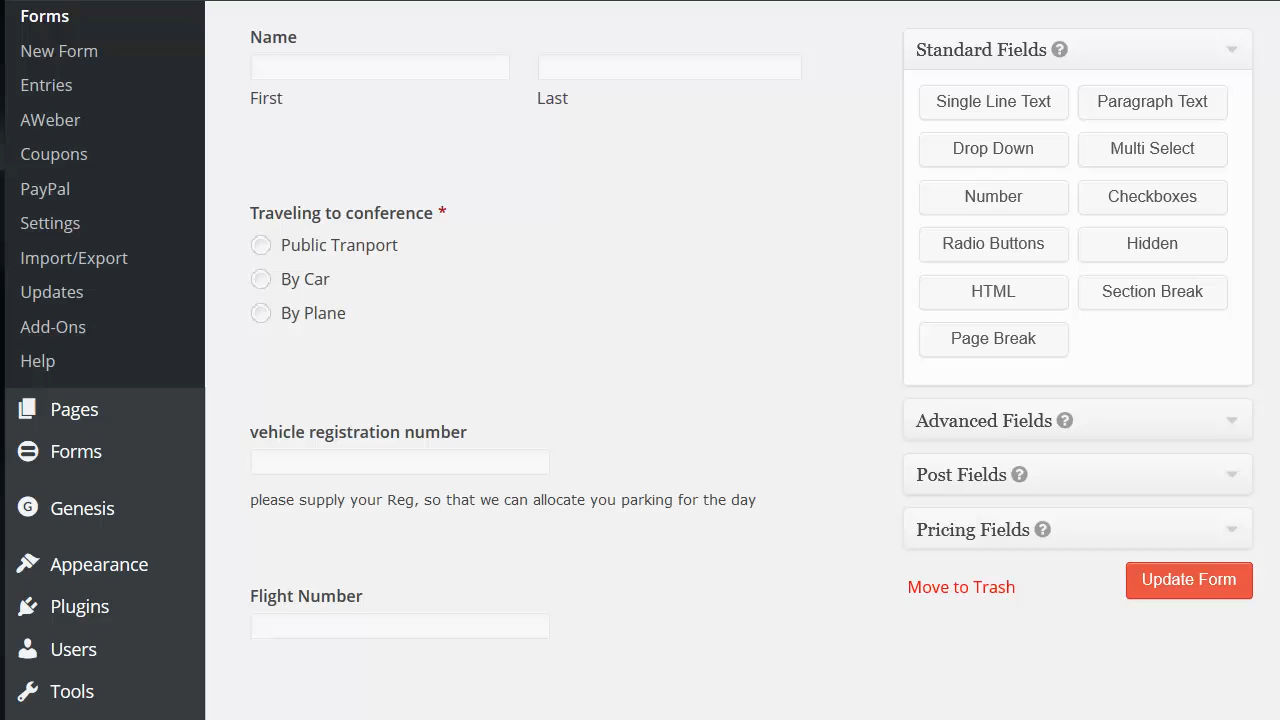 Forms
New Form
Entries
AWeber
Coupons
PayPal
Settings
Import/Export
Updates
Add-Ons
Help
Pages
Forms
Genesis
Appearance
Plugins
Users
Tools
Name
First Last
Traveling to conference *
Public Tranport
By Car
By Plane
vehicle registration number
please supply your Reg, so that we can allocate you parking for the day
Flight Number
Standard Fields ?
Single Line Text Paragraph Text
Drop Down Multi Select
Number Checkboxes
Radio Buttons Hidden
HTML Section Break
Page Break
Advanced Fields ?
Post Fields ?
Pricing Fields ?
Move to Trash Update Form